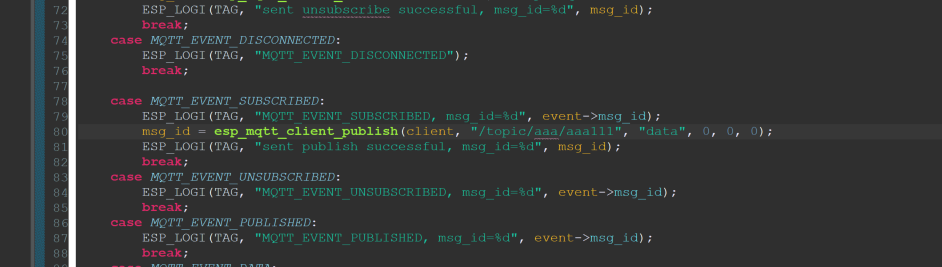 72 ESP_LOGI(TAG, "sent unsubscribe successful, msg_id=%d", msg_id);
73 break;
74 case MQTT_EVENT_DISCONNECTED:
75 ESP_LOGI(TAG, "MQTT_EVENT_DISCONNECTED");
76 break;
77
78 case MQTT_EVENT_SUBSCRIBED:
79 ESP_LOGI(TAG, "MQTT_EVENT_SUBSCRIBED, msg_id=%d", event->msg_id);
80 msg_id = esp_mqtt_client_publish(client, "/topic/aaa/aaa111", "data", 0, 0, 0);
81 ESP_LOGI(TAG, "sent publish successful, msg_id=%d", msg_id);
82 break;
83 case MQTT_EVENT_UNSUBSCRIBED:
84 ESP_LOGI(TAG, "MQTT_EVENT_UNSUBSCRIBED, msg_id=%d", event->msg_id);
85 break;
86 case MQTT_EVENT_PUBLISHED:
87 ESP_LOGI(TAG, "MQTT_EVENT_PUBLISHED, msg_id=%d", event->msg_id);
88 break;
case MQTT_EVENT_DATA: